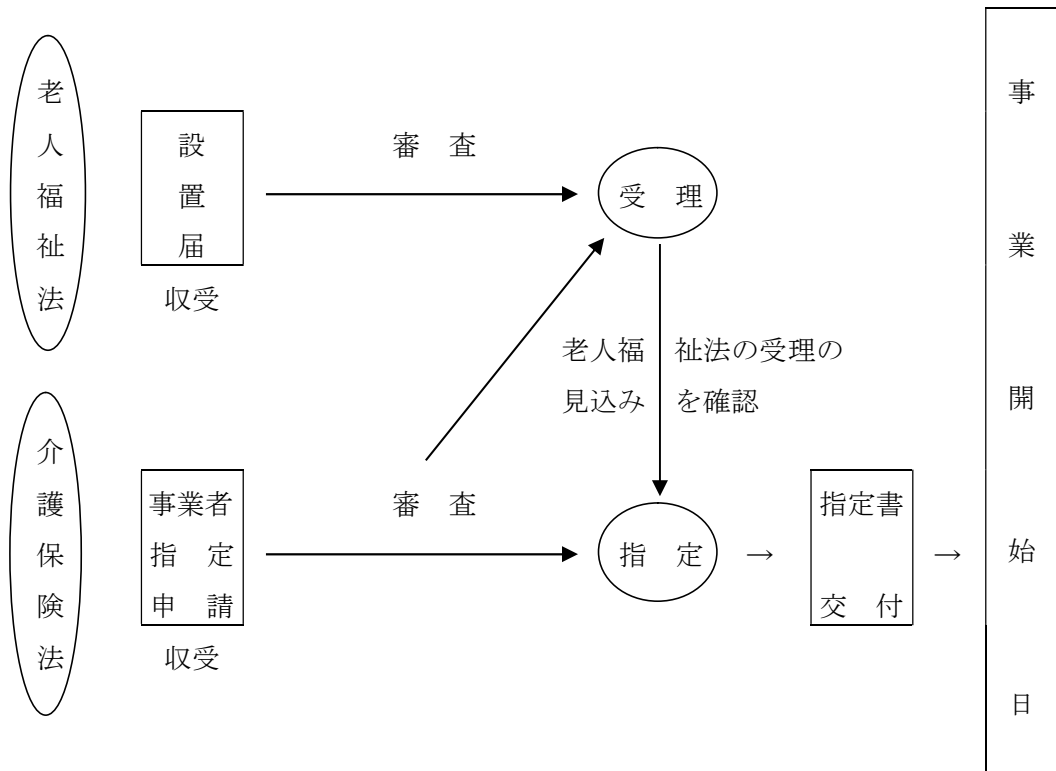 老人福祉法
設置届
収受
審　査
受　理
老人福祉法の受理の
見込みを確認
介護保険法
事業者
指　定
申　請
収受
審　査
指　定
→
指定書
交　付
→
事業開始日